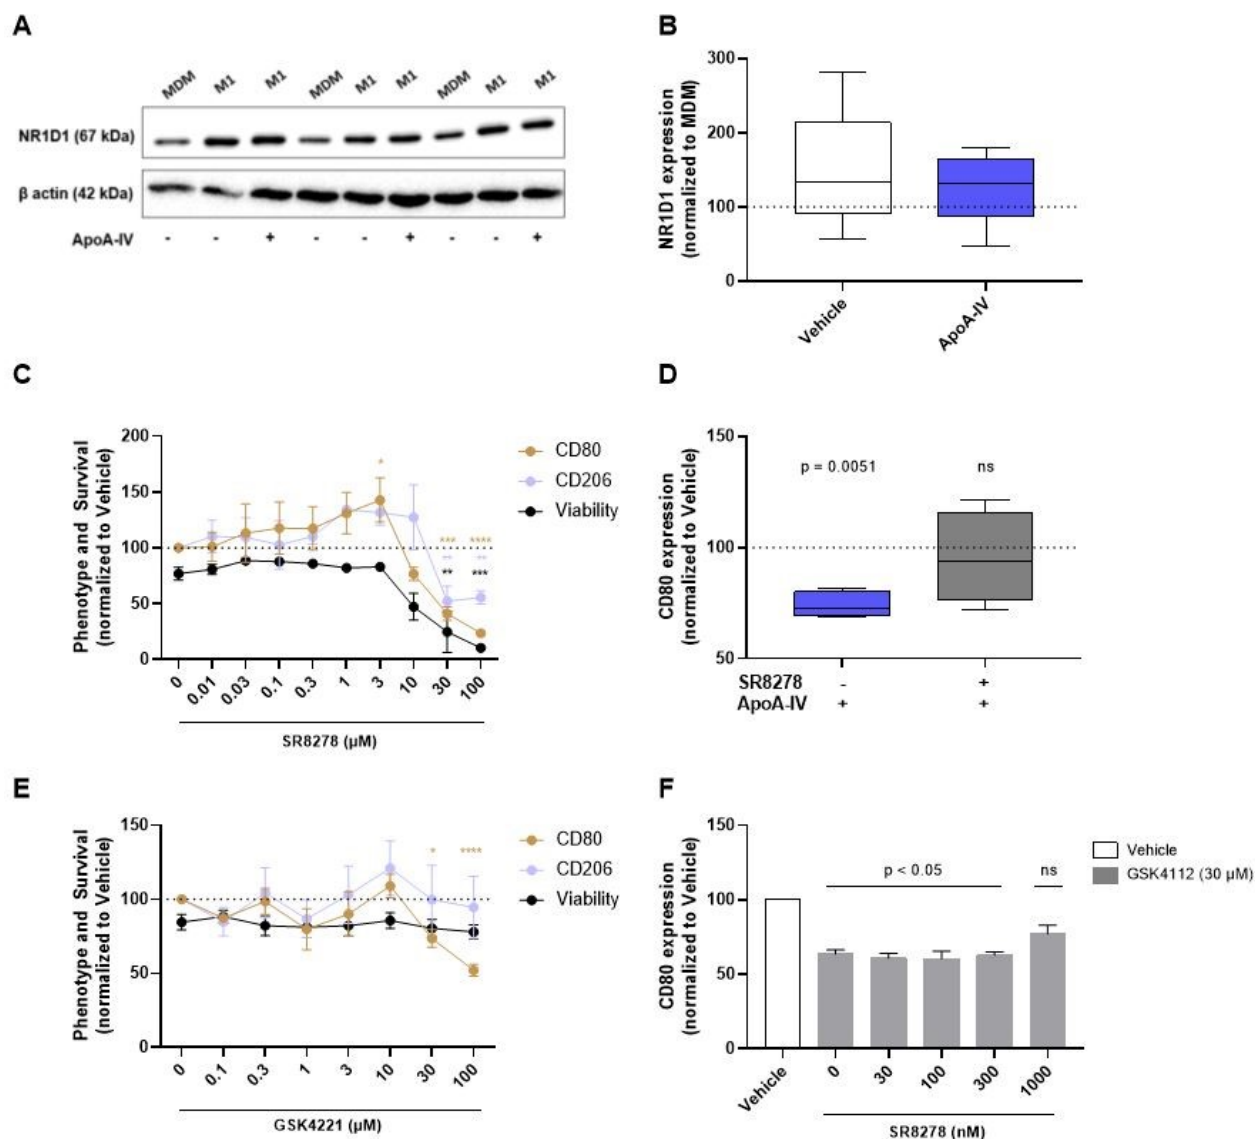 A
MDM M1 M1 MDM M1 M1 MDM M1 M1
NR1D1 (67 kDa)
β actin (42 kDa)
ApoA-IV - - + - - + - - +
B
NR1D1 expression
(normalized to MDM)
300
200
100
0
Vehicle
ApoA-IV
C
Phenotype and Survival
(normalized to Vehicle)
200
150
100
50
0
*
*** ****
** **
** ***
CD80
CD206
Viability
0 0.01 0.03 0.1 0.3 1 3 10 30 100
SR8278 (µM)
D
CD80 expression
(normalized to Vehicle)
150
100
50
p = 0.0051 ns
SR8278 - +
ApoA-IV + +
E
Phenotype and Survival
(normalized to Vehicle)
150
100
50
0
* ****
CD80
CD206
Viability
0 0.1 0.3 1 3 10 30 100
GSK4221 (µM)
F
CD80 expression
(normalized to Vehicle)
150
100
50
0
p < 0.05 ns
Vehicle
GSK4112 (30 µM)
Vehicle 0 30 100 300 1000
SR8278 (nM)